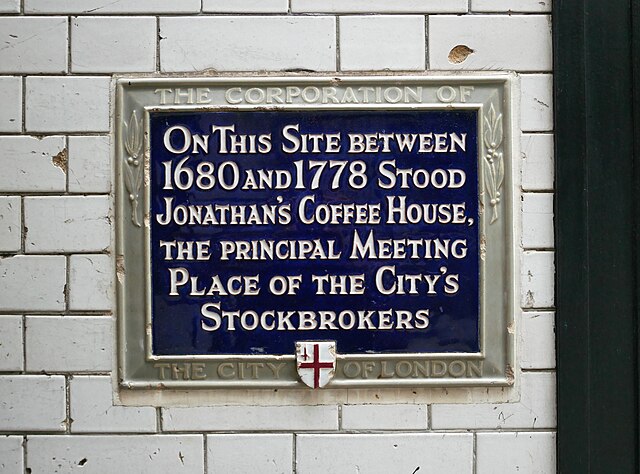 THE CORPORATION OF
ON THIS SITE BETWEEN
1680 AND 1778 STOOD
JONATHAN'S COFFEE HOUSE,
THE PRINCIPAL MEETING
PLACE OF THE CITY'S
STOCKBROKERS
THE CITY OF LONDON